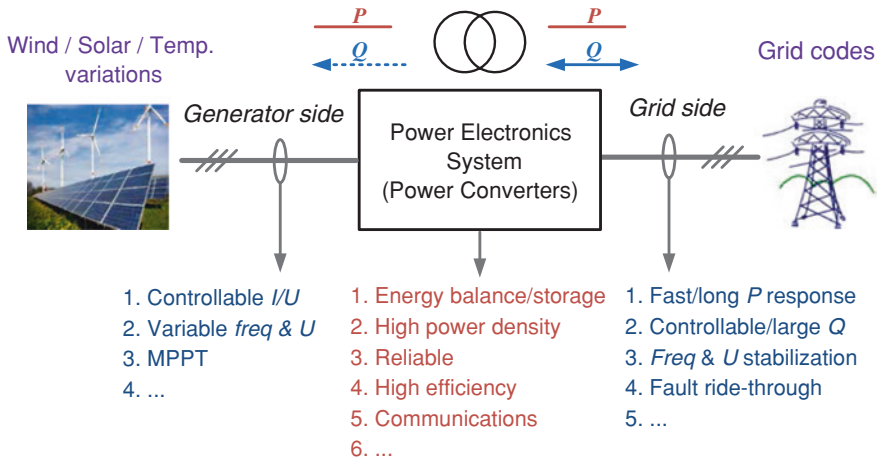 P
P
Q
Q
Wind / Solar / Temp.
variations
Grid codes
Generator side
Grid side
Power Electronics
System
(Power Converters)
1. Controllable I/U
2. Variable freq & U
3. MPPT
4. ...
1. Energy balance/storage
2. High power density
3. Reliable
4. High efficiency
5. Communications
6. ...
1. Fast/long P response
2. Controllable/large Q
3. Freq & U stabilization
4. Fault ride-through
5. ...